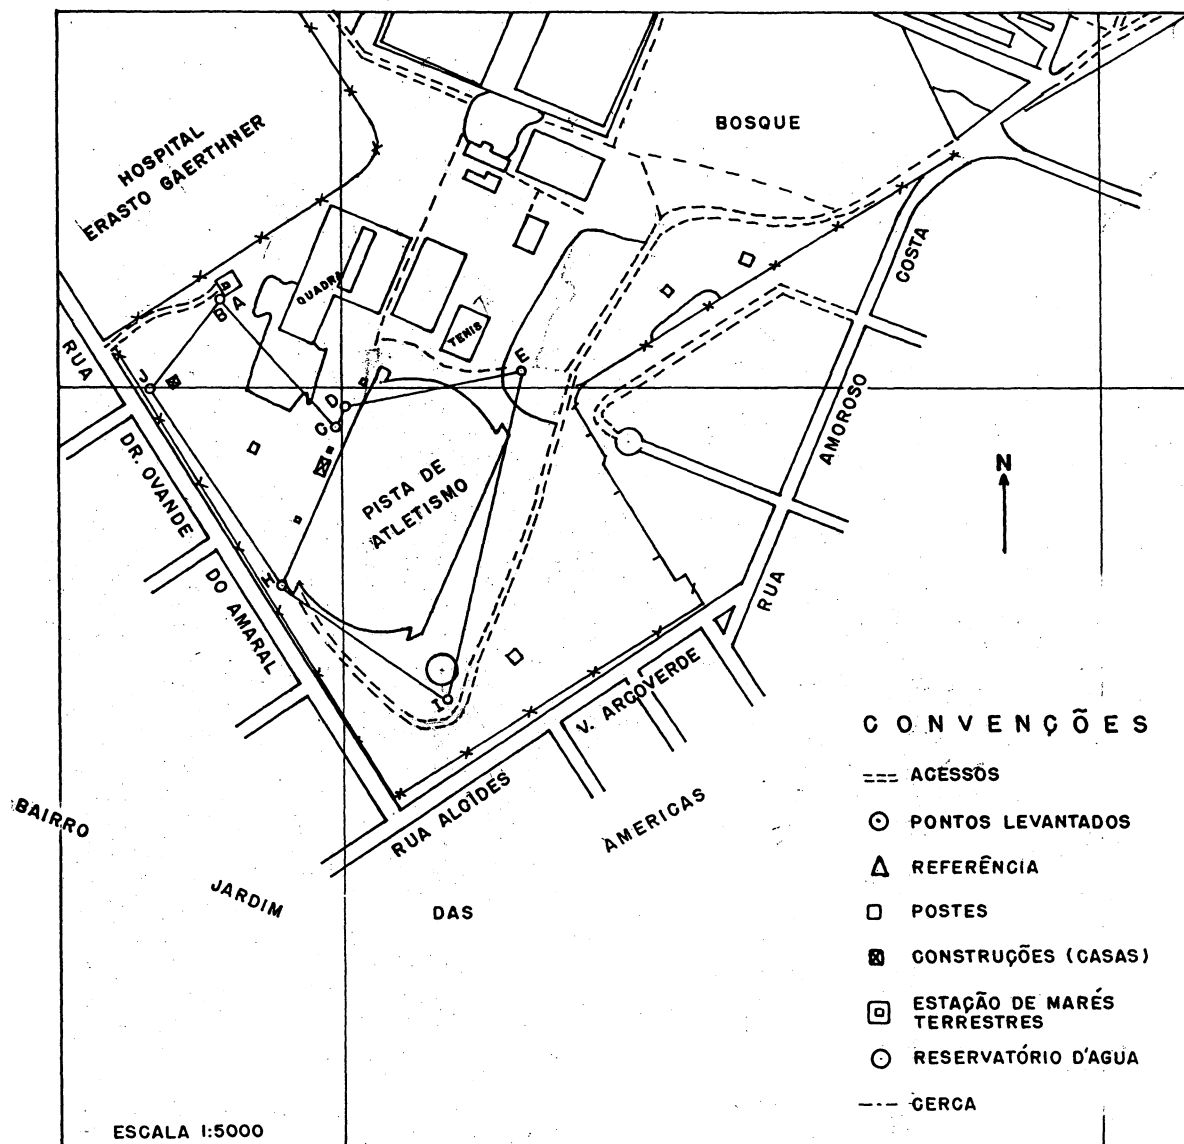 BOSQUE
HOSPITAL
ERASTO GAERTHNER
COSTA
QUADRA
A
B
TENIS
RUA
J
E
D
C
AMOROSO
DR. OVANDE
PISTA DE
ATLETISMO
N
H
DO AMARAL
RUA
I
V. ARCOVERDE
RUA ALCÍDES
CONVENÇÕES
ACESSOS
PONTOS LEVANTADOS
REFERÊNCIA
POSTES
CONSTRUÇÕES (CASAS)
ESTAÇÃO DE MARÉS
TERRESTRES
RESERVATÓRIO D'AGUA
CERCA
BAIRRO
JARDIM
DAS
AMERICAS
ESCALA 1:5000